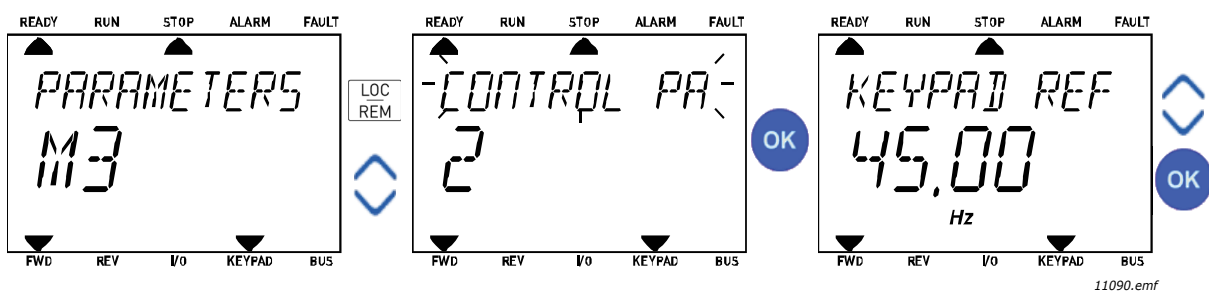 READY RUN STOP ALARM FAULT
PARAMETERS
M3
FWD REV I/O KEYPAD BUS
LOC
REM
READY RUN STOP ALARM FAULT
CONTROL PA
2
FWD REV I/O KEYPAD BUS
OK
READY RUN STOP ALARM FAULT
KEYPAD REF
45,00
Hz
FWD REV I/O KEYPAD BUS
OK
11090.emf